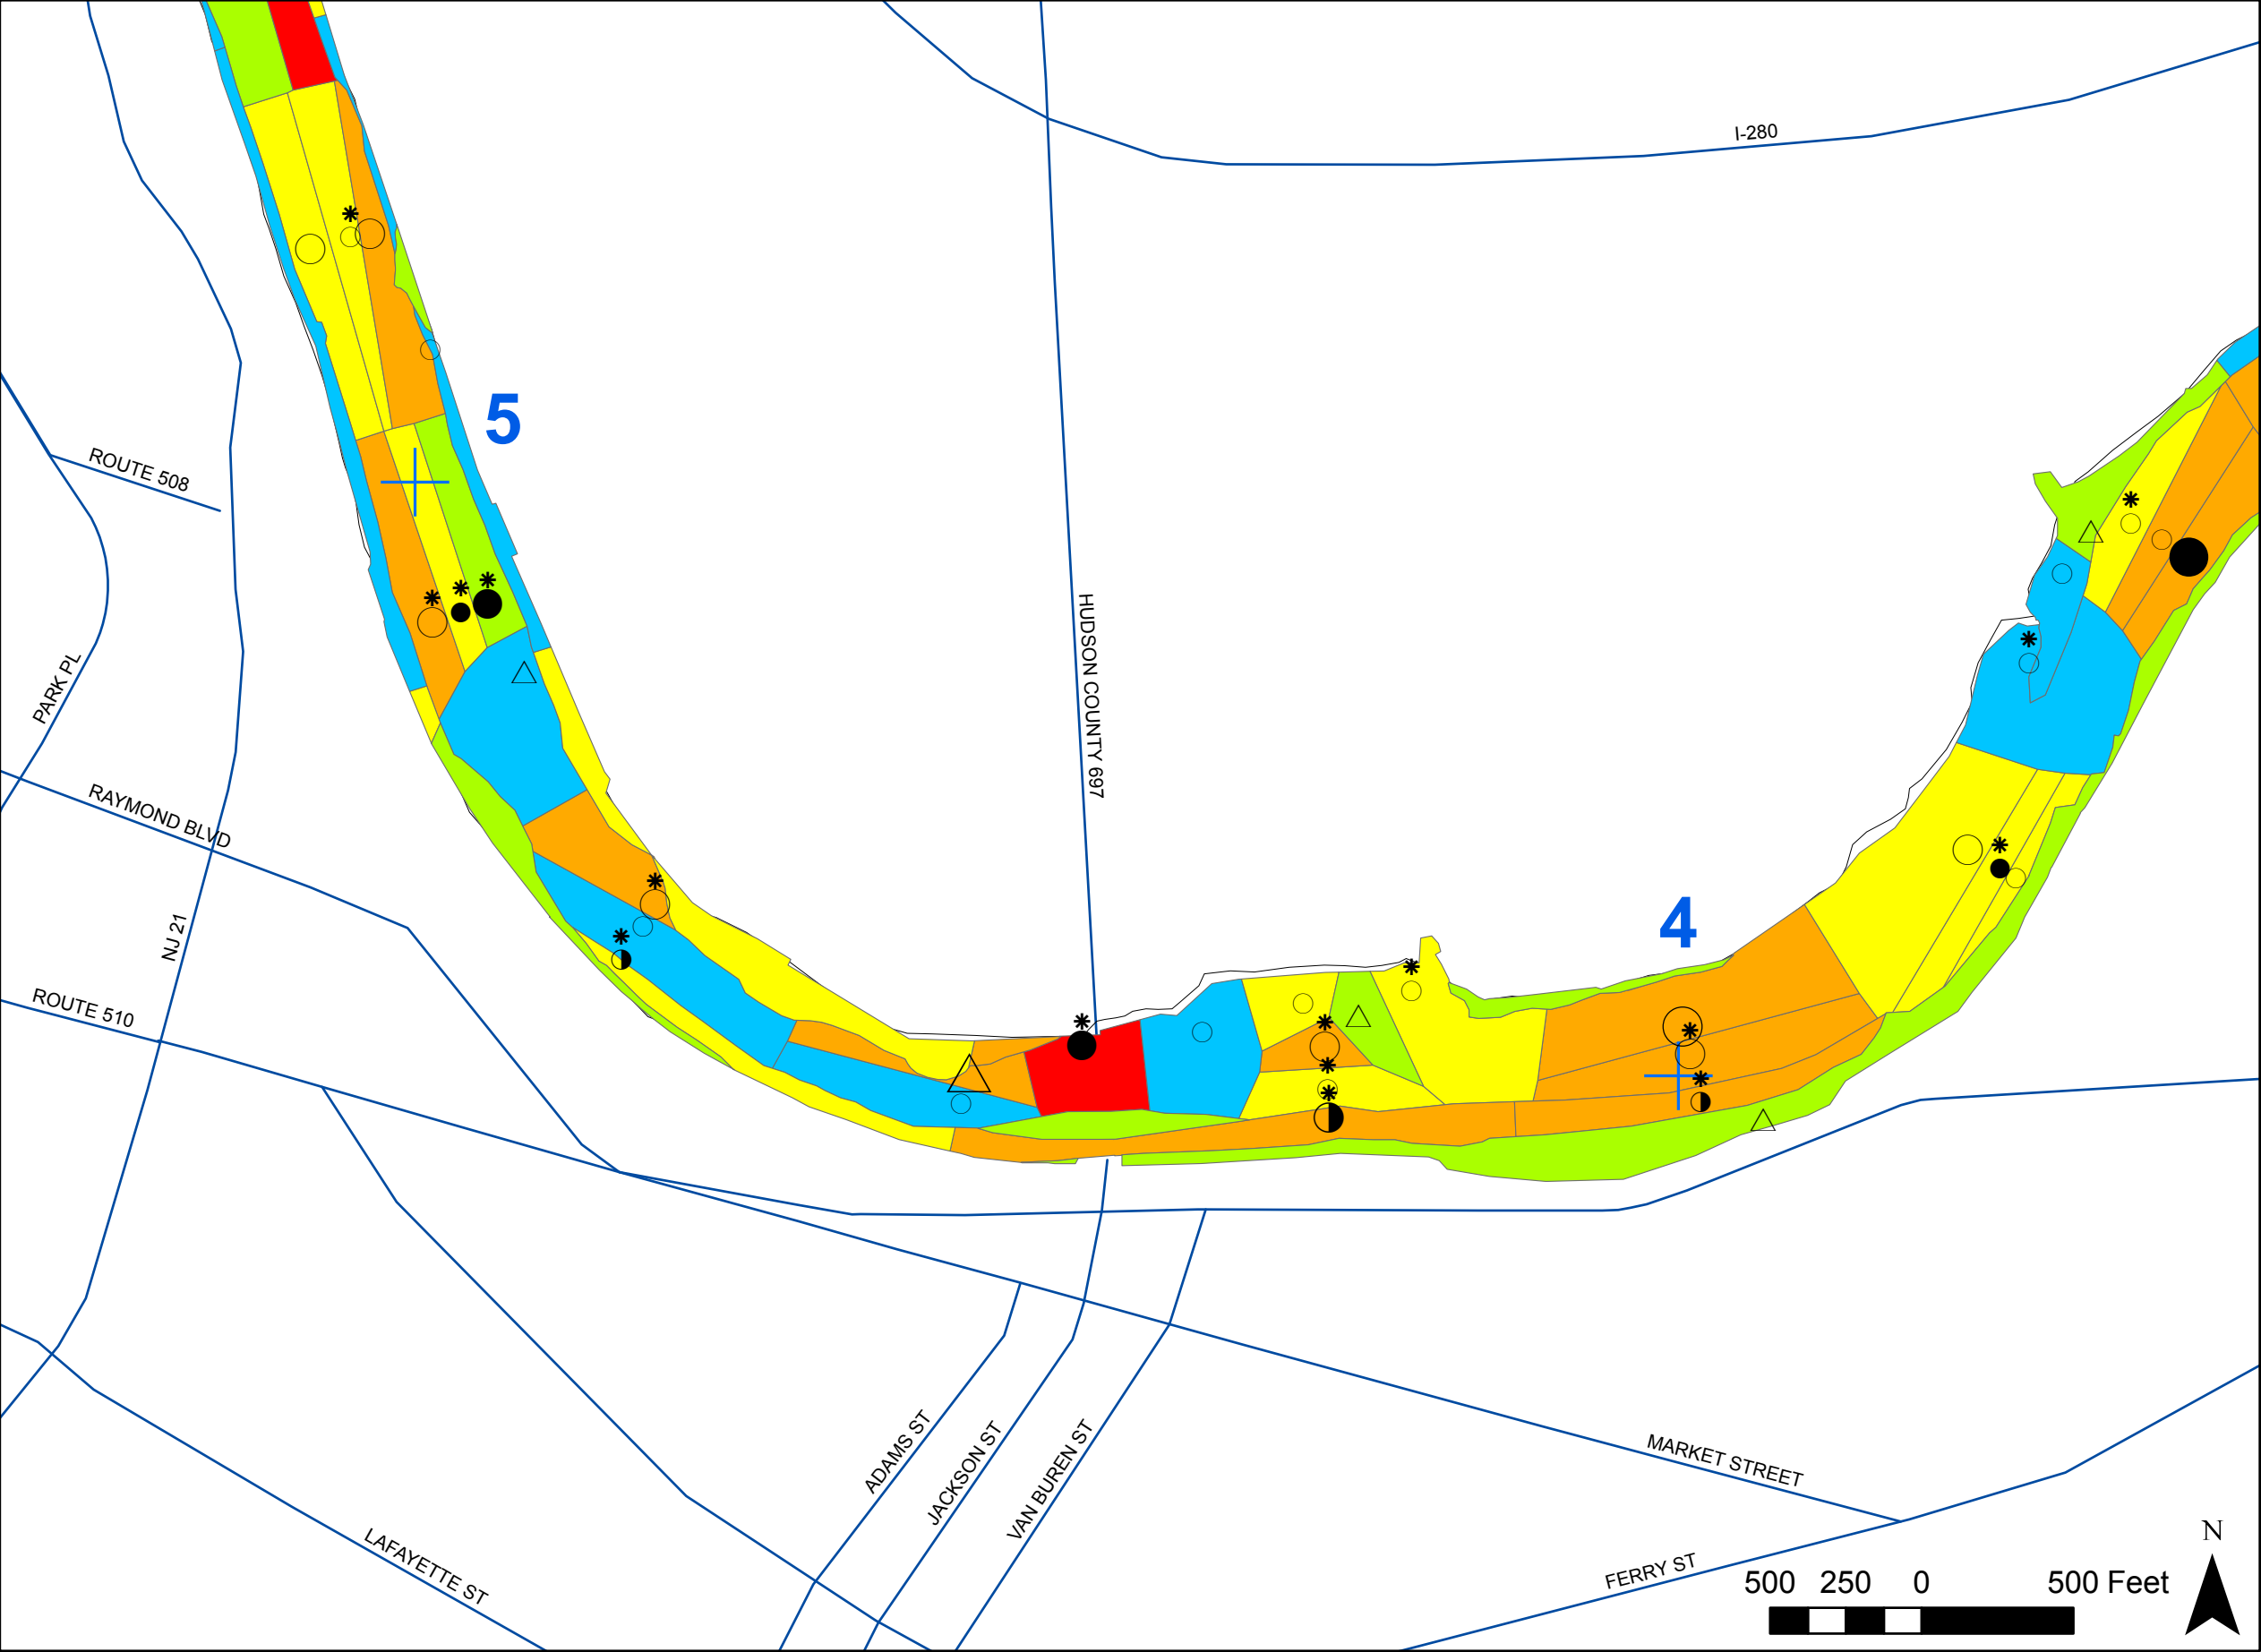 I-280
5
ROUTE 508
HUDSON COUNTY 697
PARK PL
RAYMOND BLVD
NJ 21
4
ROUTE 510
ADAMS ST
JACKSON ST
VAN BUREN ST
MARKET STREET
LAFAYETTE ST
FERRY ST
N
500 250 0 500 Feet